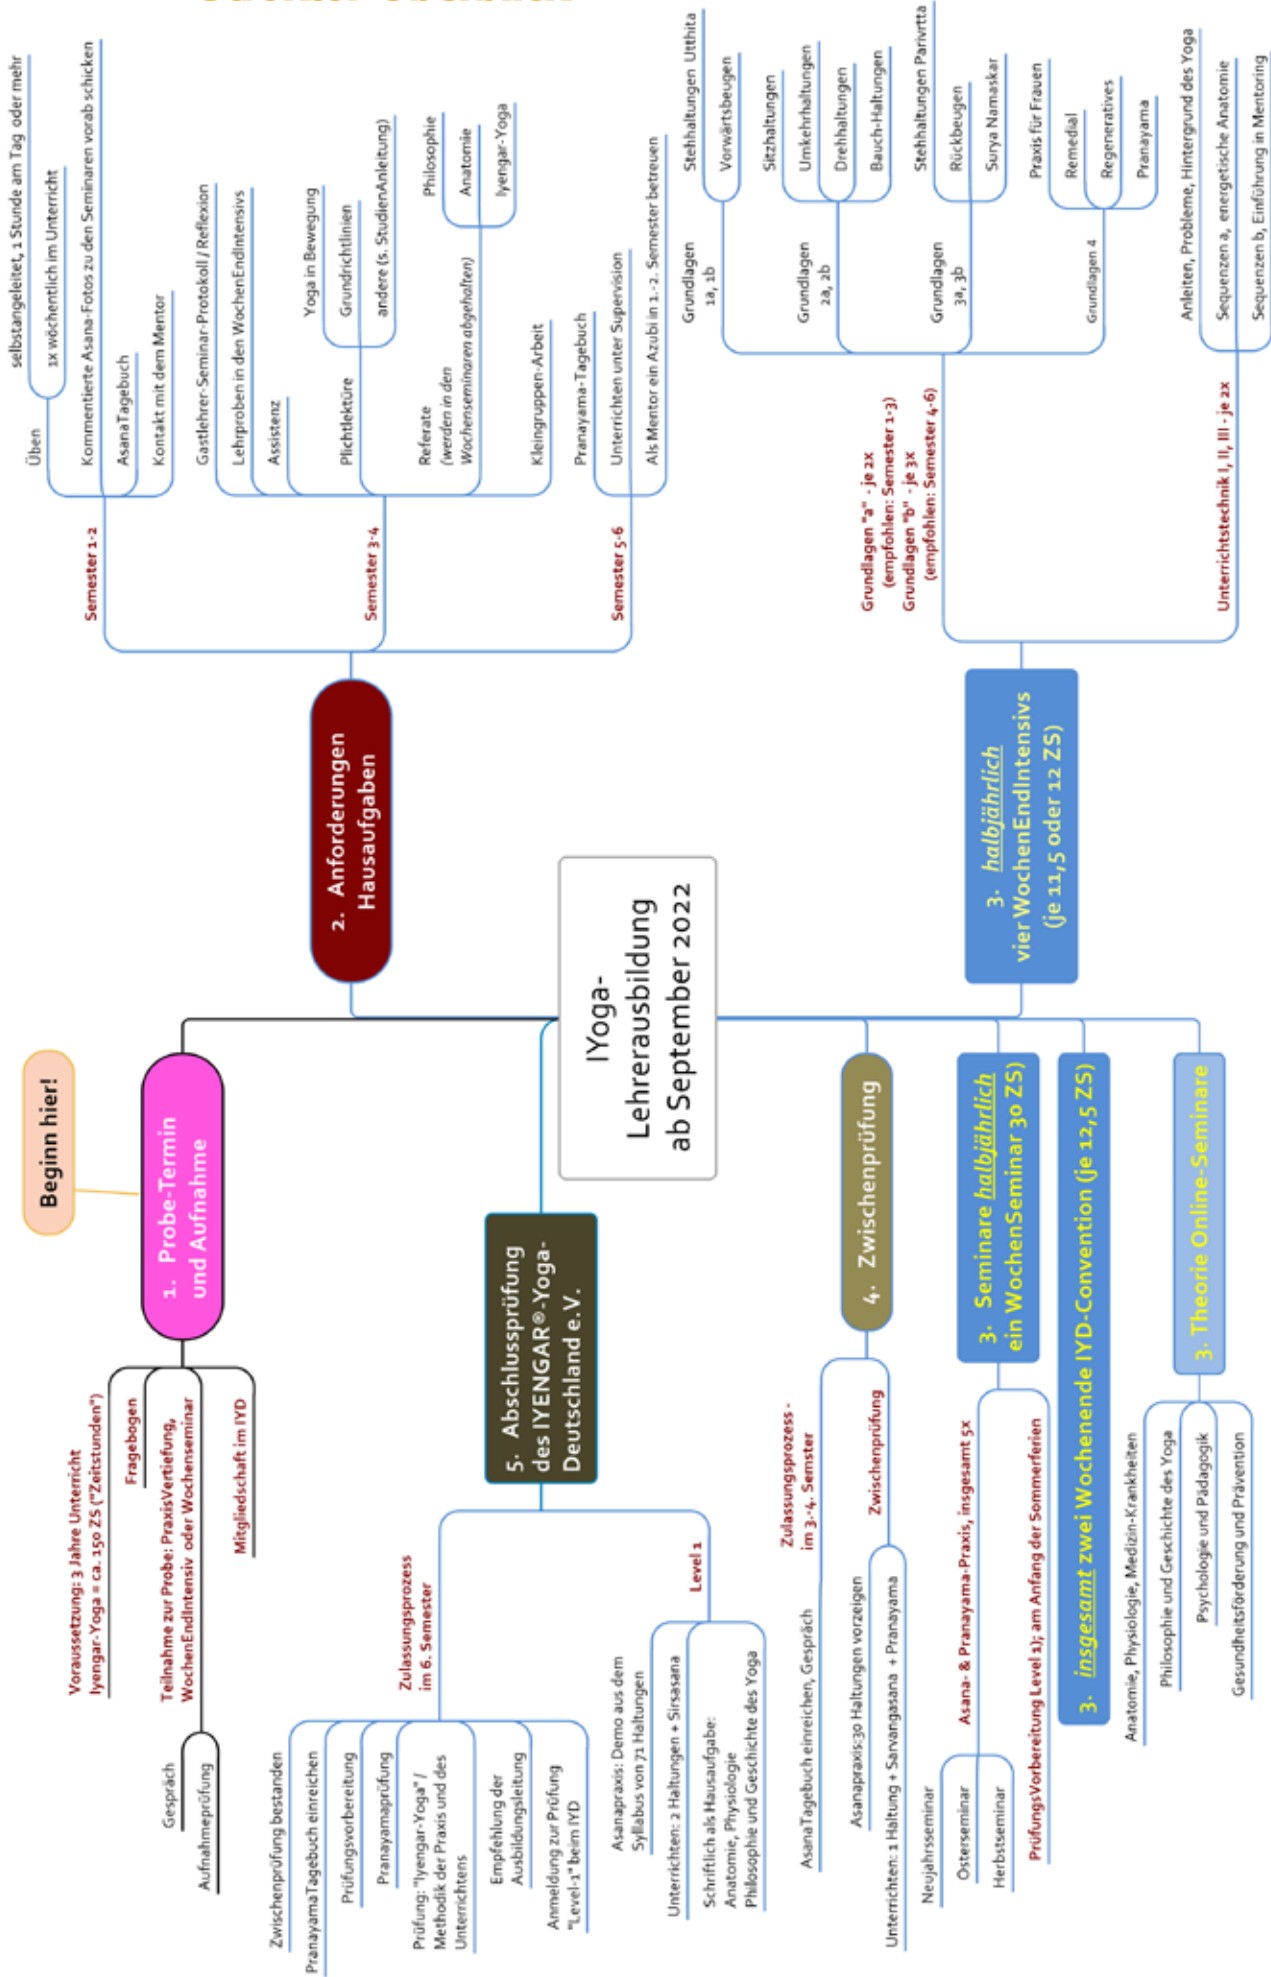 Beginn hier!
1. Probe-Termin
und Aufnahme
Voraussetzung: 3 Jahre Unterricht
Iyengar-Yoga = ca. 150 ZS ("Zeitstunden")
Fragebogen
Teilnahme zur Probe: PraxisVertiefung,
WochenEndIntensiv oder Wochenseminar
Gespräch
Aufnahmeprüfung
Mitgliedschaft im IYD
5. Abschlussprüfung
des IYENGAR®-Yoga-
Deutschland e.V.
Zulassungsprozess
im 6. Semester
Zwischenprüfung bestanden
PranayamaTagebuch einreichen
Prüfungsvorbereitung
Pranayamaprüfung
Prüfung: "Iyengar-Yoga" /
Methodik der Praxis und des
Unterrichtens
Empfehlung der
Ausbildungsleitung
Anmeldung zur Prüfung
"Level-1" beim IYD
Level 1
Asanapraxis: Demo aus dem
Syllabus von 71 Haltungen
Unterrichten: 2 Haltungen + Sirsasana
Schriftlich als Hausaufgabe:
Anatomie, Physiologie
Philosophie und Geschichte des Yoga
IYoga-
Lehrerausbildung
ab September 2022
4. Zwischenprüfung
Zulassungsprozess -
im 3.-4. Semster
AsanaTagebuch einreichen, Gespräch
Zwischenprüfung
Asanapraxis:30 Haltungen vorzeigen
Unterrichten: 1 Haltung + Sarvangasana + Pranayama
3. Seminare halbjährlich
ein WochenSeminar 30 ZS)
Asana- & Pranayama-Praxis, insgesamt 5x
Neujahrsseminar
Osterseminar
Herbstseminar
PrüfungsVorbereitung Level 1); am Anfang der Sommerferien
3. insgesamt zwei Wochenende IYD-Convention (je 12,5 ZS)
3. Theorie Online-Seminare
Anatomie, Physiologie, Medizin-Krankheiten
Philosophie und Geschichte des Yoga
Psychologie und Pädagogik
Gesundheitsförderung und Prävention
2. Anforderungen
Hausaufgaben
Semester 1-2
Üben
selbstangeleitet, 1 Stunde am Tag oder mehr
1x wöchentlich im Unterricht
Kommentierte Asana-Fotos zu den Seminaren vorab schicken
AsanaTagebuch
Kontakt mit dem Mentor
Semester 3-4
Gastlehrer-Seminar-Protokoll / Reflexion
Lehrproben in den WochenEndIntensivs
Assistenz
Plichtlektüre
Yoga in Bewegung
Grundrichtlinien
andere (s. StudienAnleitung)
Referate
(werden in den
Wochenseminaren abgehalten)
Philosophie
Anatomie
Iyengar-Yoga
Kleingruppen-Arbeit
Semester 5-6
Pranayama-Tagebuch
Unterrichten unter Supervision
Als Mentor ein Azubi in 1.-2. Semester betreuen
3. halbjährlich
vier WochenEndIntensivs
(je 11,5 oder 12 ZS)
Grundlagen "a" - je 2x
(empfohlen: Semester 1-3)
Grundlagen "b" - je 3x
(empfohlen: Semester 4-6)
Grundlagen
1a, 1b
Stehhaltungen Utthita
Vorwärtsbeugen
Grundlagen
2a, 2b
Sitzhaltungen
Umkehrhaltungen
Drehhaltungen
Bauch-Haltungen
Grundlagen
3a, 3b
Stehhaltungen Parivrtta
Rückbeugen
Surya Namaskar
Grundlagen 4
Praxis für Frauen
Remedial
Regeneratives
Pranayama
Unterrichtstechnik I, II, III - je 2x
Anleiten, Probleme, Hintergrund des Yoga
Sequenzen a, energetische Anatomie
Sequenzen b, Einführung in Mentoring